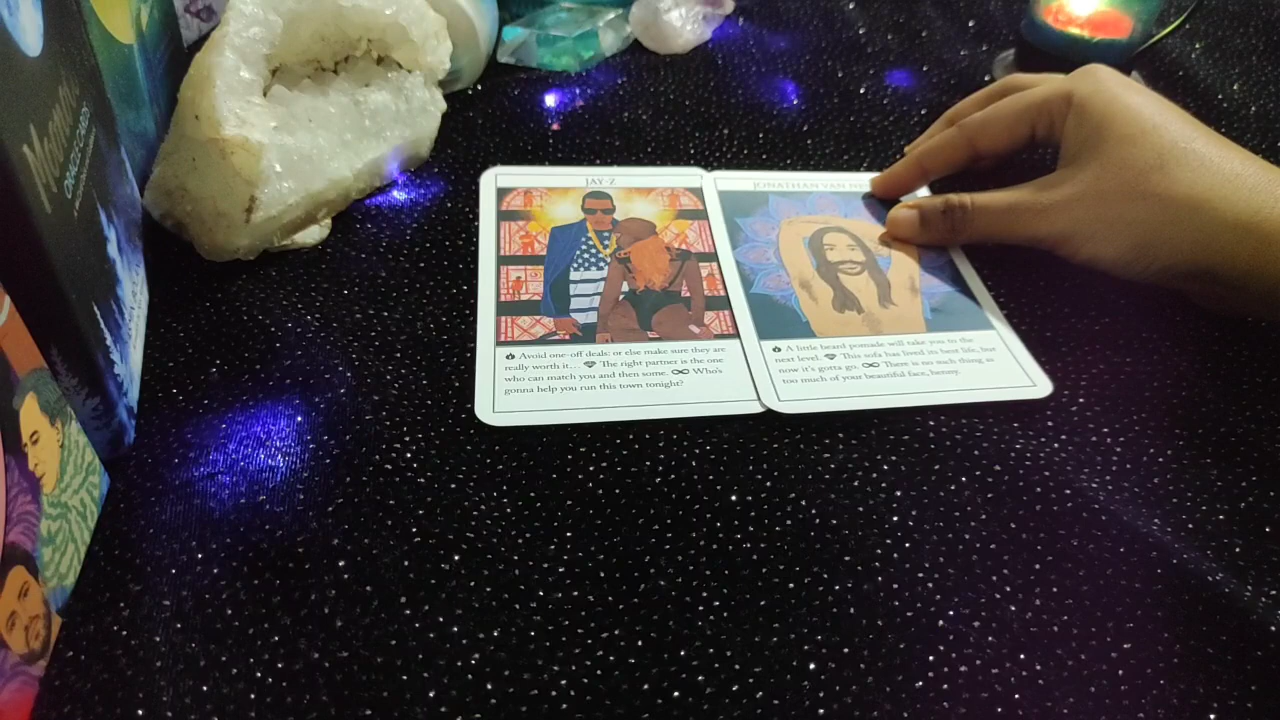 JAY-Z
🔥 Avoid one-off deals: or else make sure they are
really worth it... 💎 The right partner is the one
who can match you and then some. ∞ Who's
gonna help you run this town tonight?
JONATHAN VAN
🔥 A little beard pomade will take you to the
next level. 💎 This sofa has lived its best life, but
now it's gotta go. ∞ There is no such thing as
too much of your beautiful face, henny.
ORACLE CARDS